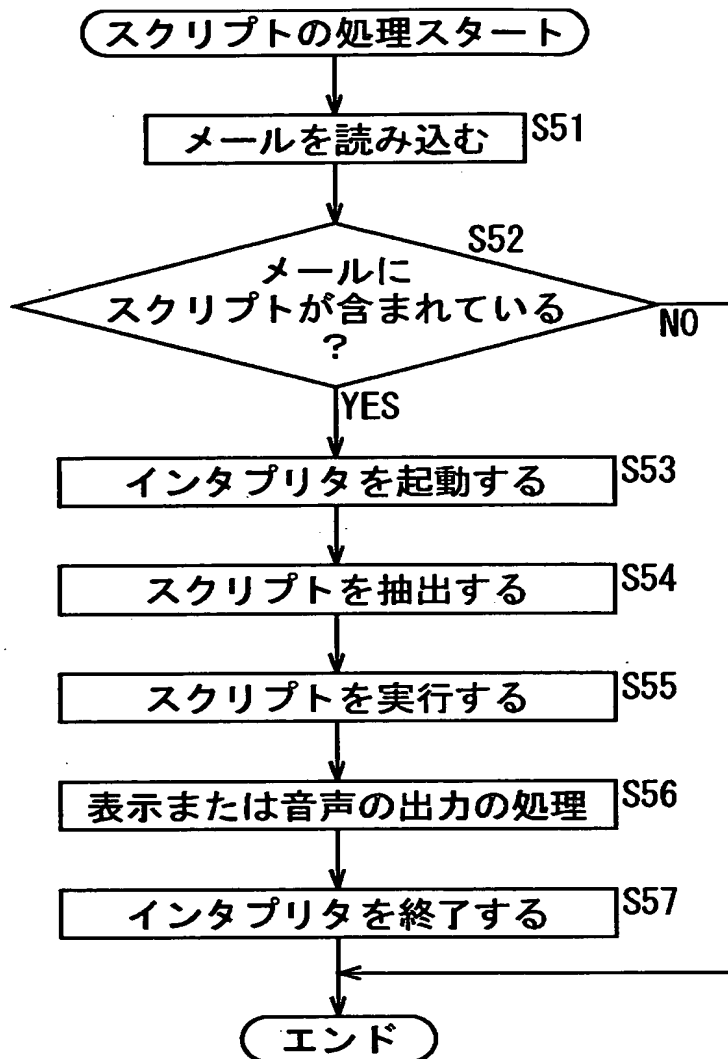 スクリプトの処理スタート
メールを読み込む
S51
S52
メールに
スクリプトが含まれている
?
NO
YES
インタプリタを起動する
S53
スクリプトを抽出する
S54
スクリプトを実行する
S55
表示または音声の出力の処理
S56
インタプリタを終了する
S57
エンド